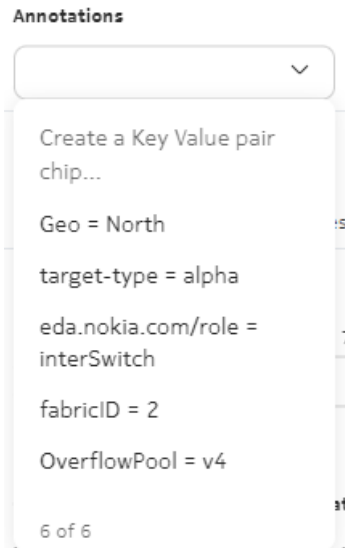 Annotations
Create a Key Value pair
chip...
Geo = North
target-type = alpha
eda.nokia.com/role =
interSwitch
fabricID = 2
OverflowPool = v4
6 of 6